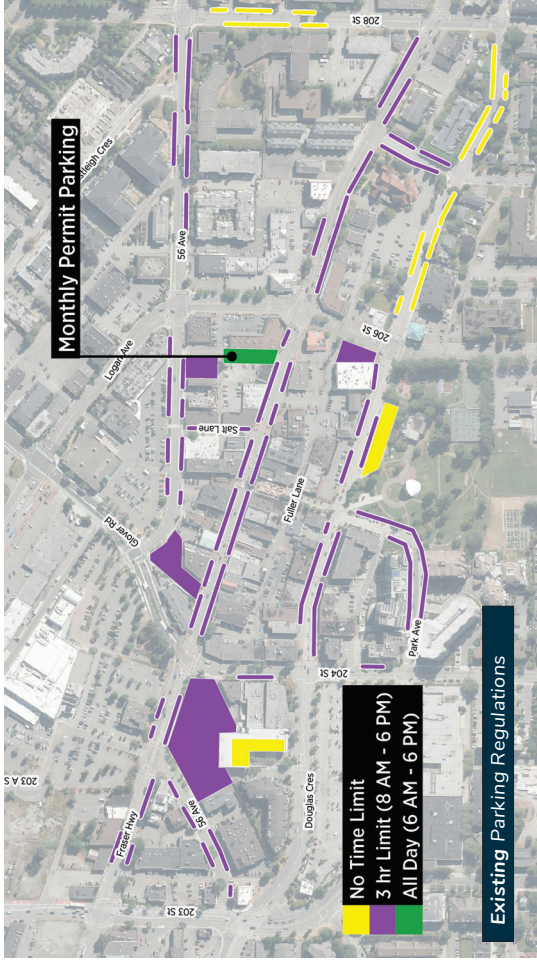 Existing Parking Regulations
No Time Limit
3 hr Limit (8 AM - 6 PM)
All Day (6 AM - 6 PM)
Monthly Permit Parking
203 A S
203 St
Fraser Hwy
56 Ave
Douglas Cres
204 St
Park Ave
Glover Rd
Fuller Lane
Salt Lane
Logan Ave
206 St
56 Ave
tleigh Cres
208 St